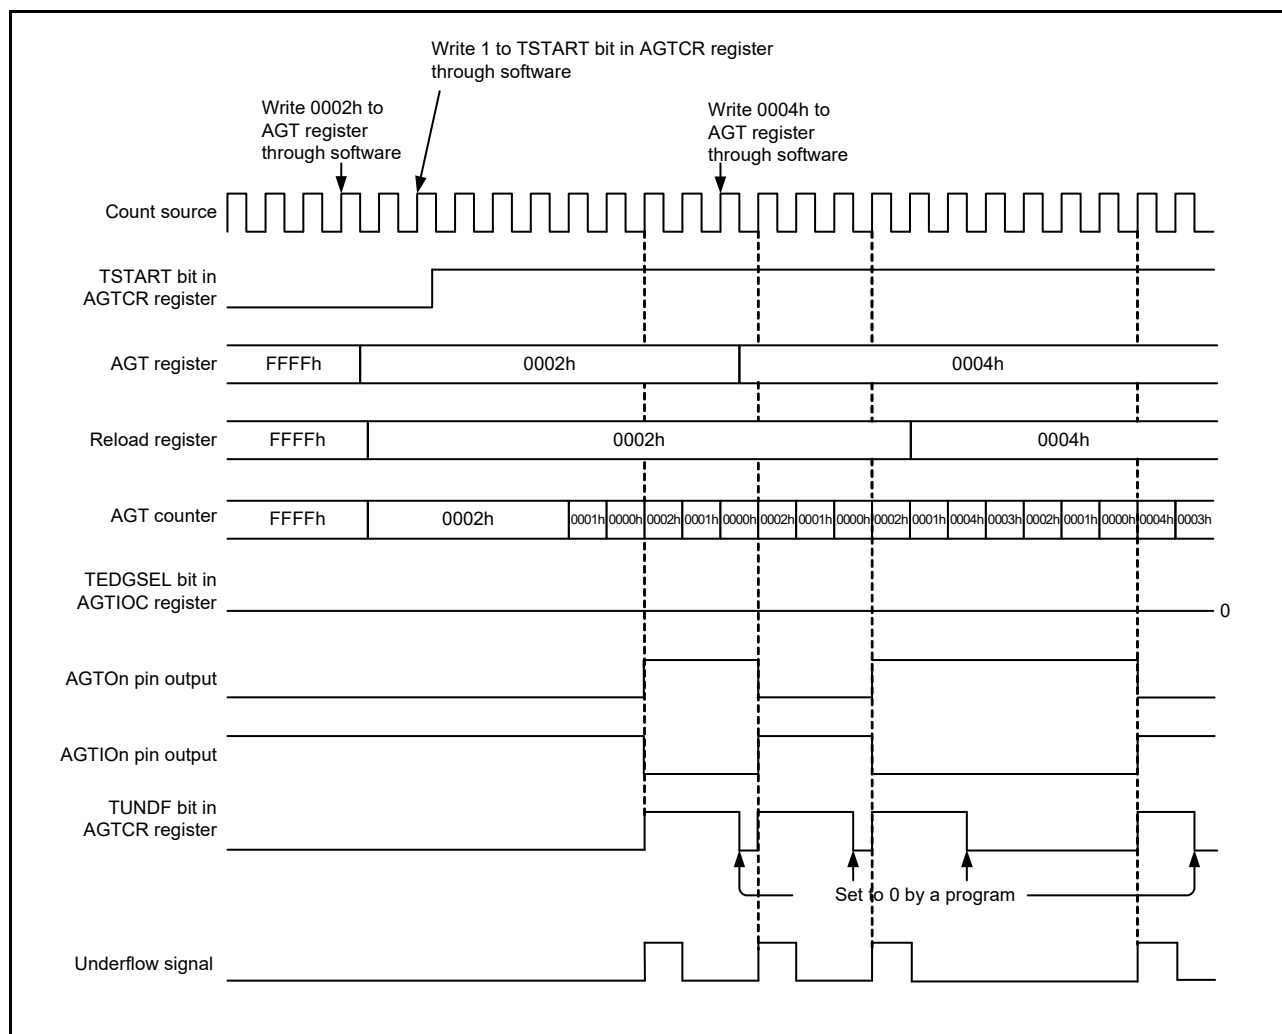 Write 1 to TSTART bit in AGTCR register
through software
Write 0002h to
AGT register
through software
Write 0004h to
AGT register
through software
Count source
TSTART bit in
AGTCR register
AGT register FFFFh 0002h 0004h
Reload register FFFFh 0002h 0004h
AGT counter FFFFh 0002h 0001h 0000h 0002h 0001h 0000h 0002h 0001h 0000h 0002h 0001h 0004h 0003h 0002h 0001h 0000h 0004h 0003h
TEDGSEL bit in
AGTIOC register
0
AGTOn pin output
AGTIOn pin output
TUNDF bit in
AGTCR register
Set to 0 by a program
Underflow signal